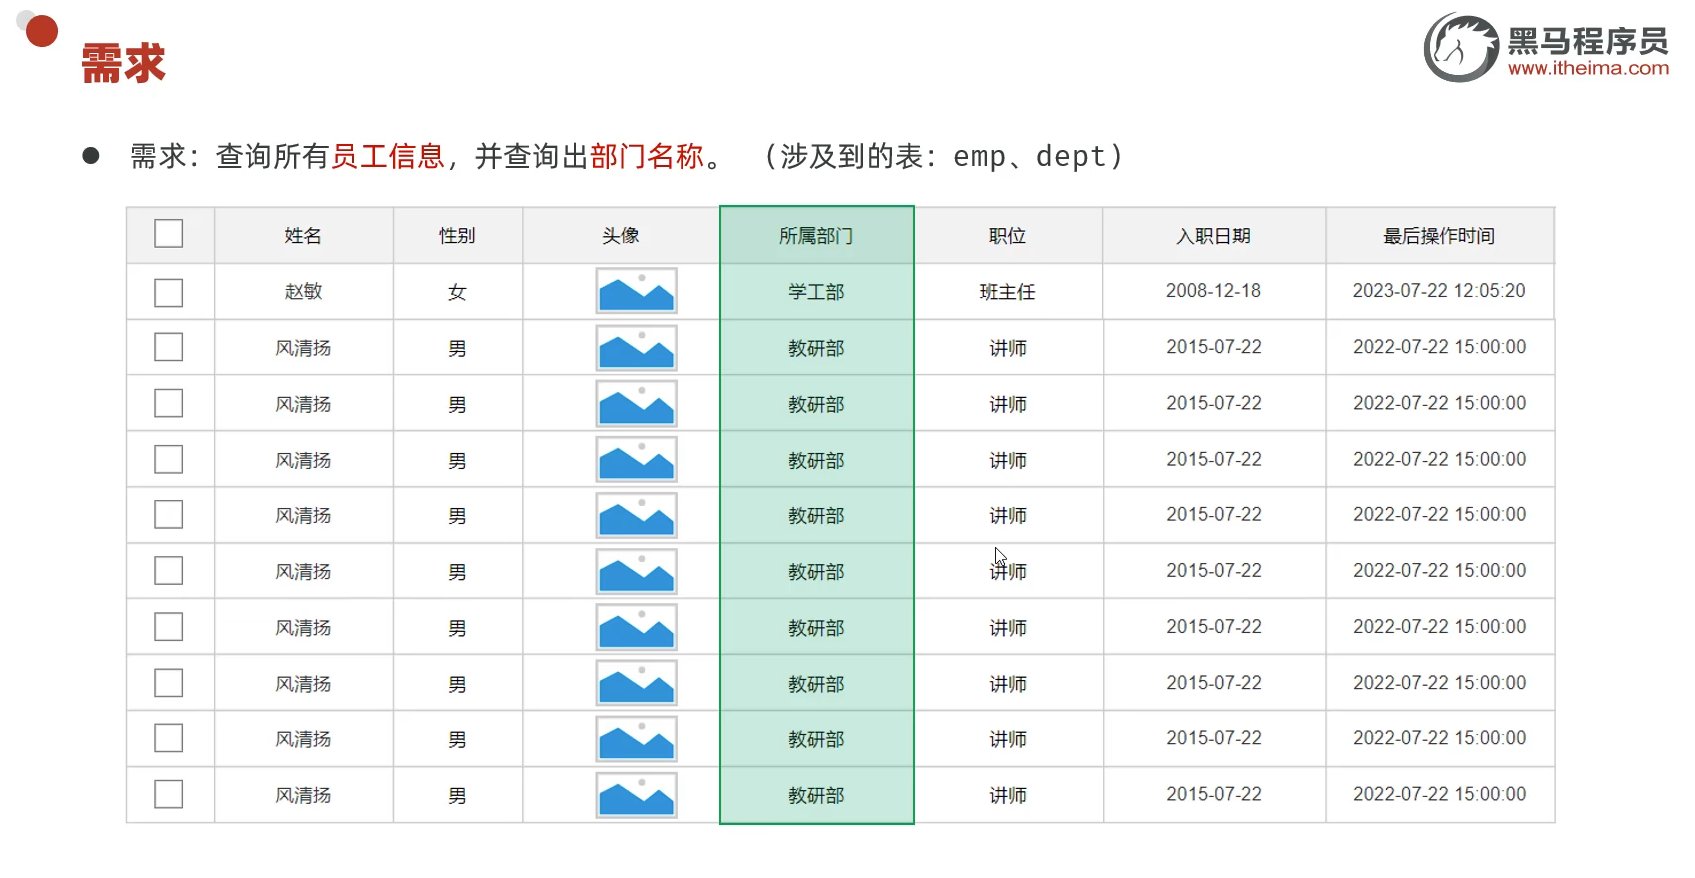 需求
黑马程序员
www.itheima.com
需求：查询所有员工信息，并查询出部门名称。 （涉及到的表：emp、dept）
姓名 性别 头像 所属部门 职位 入职日期 最后操作时间
赵敏 女 学工部 班主任 2008-12-18 2023-07-22 12:05:20
风清扬 男 教研部 讲师 2015-07-22 2022-07-22 15:00:00
风清扬 男 教研部 讲师 2015-07-22 2022-07-22 15:00:00
风清扬 男 教研部 讲师 2015-07-22 2022-07-22 15:00:00
风清扬 男 教研部 讲师 2015-07-22 2022-07-22 15:00:00
风清扬 男 教研部 讲师 2015-07-22 2022-07-22 15:00:00
风清扬 男 教研部 讲师 2015-07-22 2022-07-22 15:00:00
风清扬 男 教研部 讲师 2015-07-22 2022-07-22 15:00:00
风清扬 男 教研部 讲师 2015-07-22 2022-07-22 15:00:00
风清扬 男 教研部 讲师 2015-07-22 2022-07-22 15:00:00